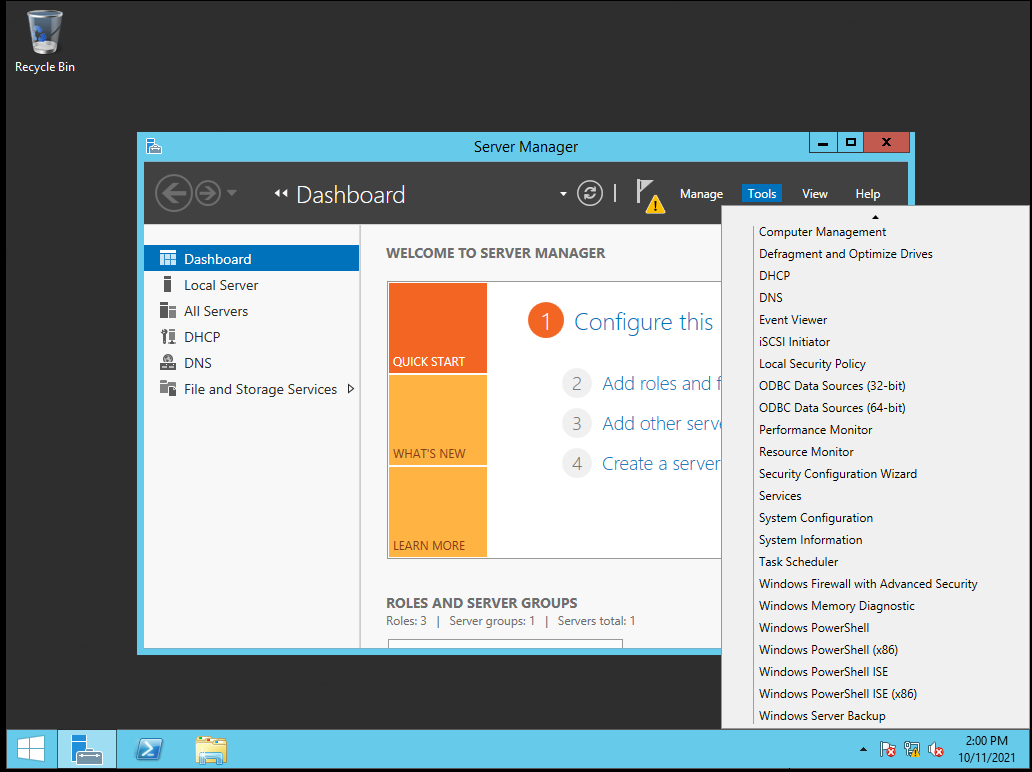 Recycle Bin
Server Manager
Dashboard
Manage
Tools
View
Help
Dashboard
Local Server
All Servers
DHCP
DNS
File and Storage Services
WELCOME TO SERVER MANAGER
QUICK START
WHAT'S NEW
LEARN MORE
1 Configure this
2 Add roles and f
3 Add other serve
4 Create a server
ROLES AND SERVER GROUPS
Roles: 3 | Server groups: 1 | Servers total: 1
Computer Management
Defragment and Optimize Drives
DHCP
DNS
Event Viewer
iSCSI Initiator
Local Security Policy
ODBC Data Sources (32-bit)
ODBC Data Sources (64-bit)
Performance Monitor
Resource Monitor
Security Configuration Wizard
Services
System Configuration
System Information
Task Scheduler
Windows Firewall with Advanced Security
Windows Memory Diagnostic
Windows PowerShell
Windows PowerShell (x86)
Windows PowerShell ISE
Windows PowerShell ISE (x86)
Windows Server Backup
2:00 PM
10/11/2021